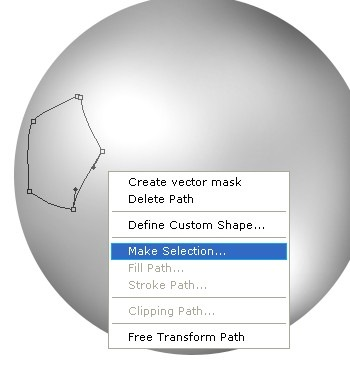 Create vector mask
Delete Path
Define Custom Shape...
Make Selection...
Fill Path...
Stroke Path...
Clipping Path...
Free Transform Path